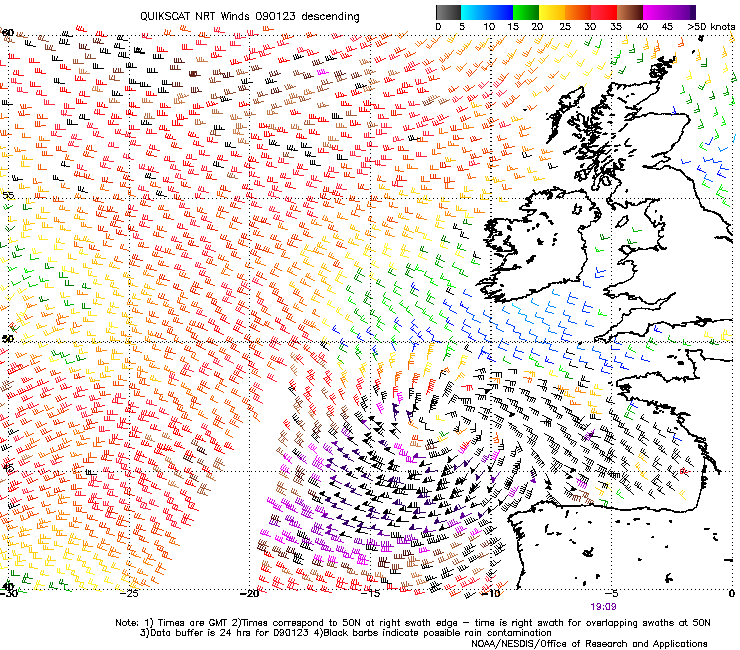 QUIKSCAT NRT Winds 090123 descending
0 5 10 15 20 25 30 35 40 45 >50 knots
60
55
50
45
40
-30 -25 -20 -15 -10 -5 0
19:09
Note: 1) Times are GMT 2)Times correspond to 50N at right swath edge - time is right swath for overlapping swaths at 50N
3)Data buffer is 24 hrs for 090123 4)Black barbs indicate possible rain contamination
NOAA/NESDIS/Office of Research and Applications